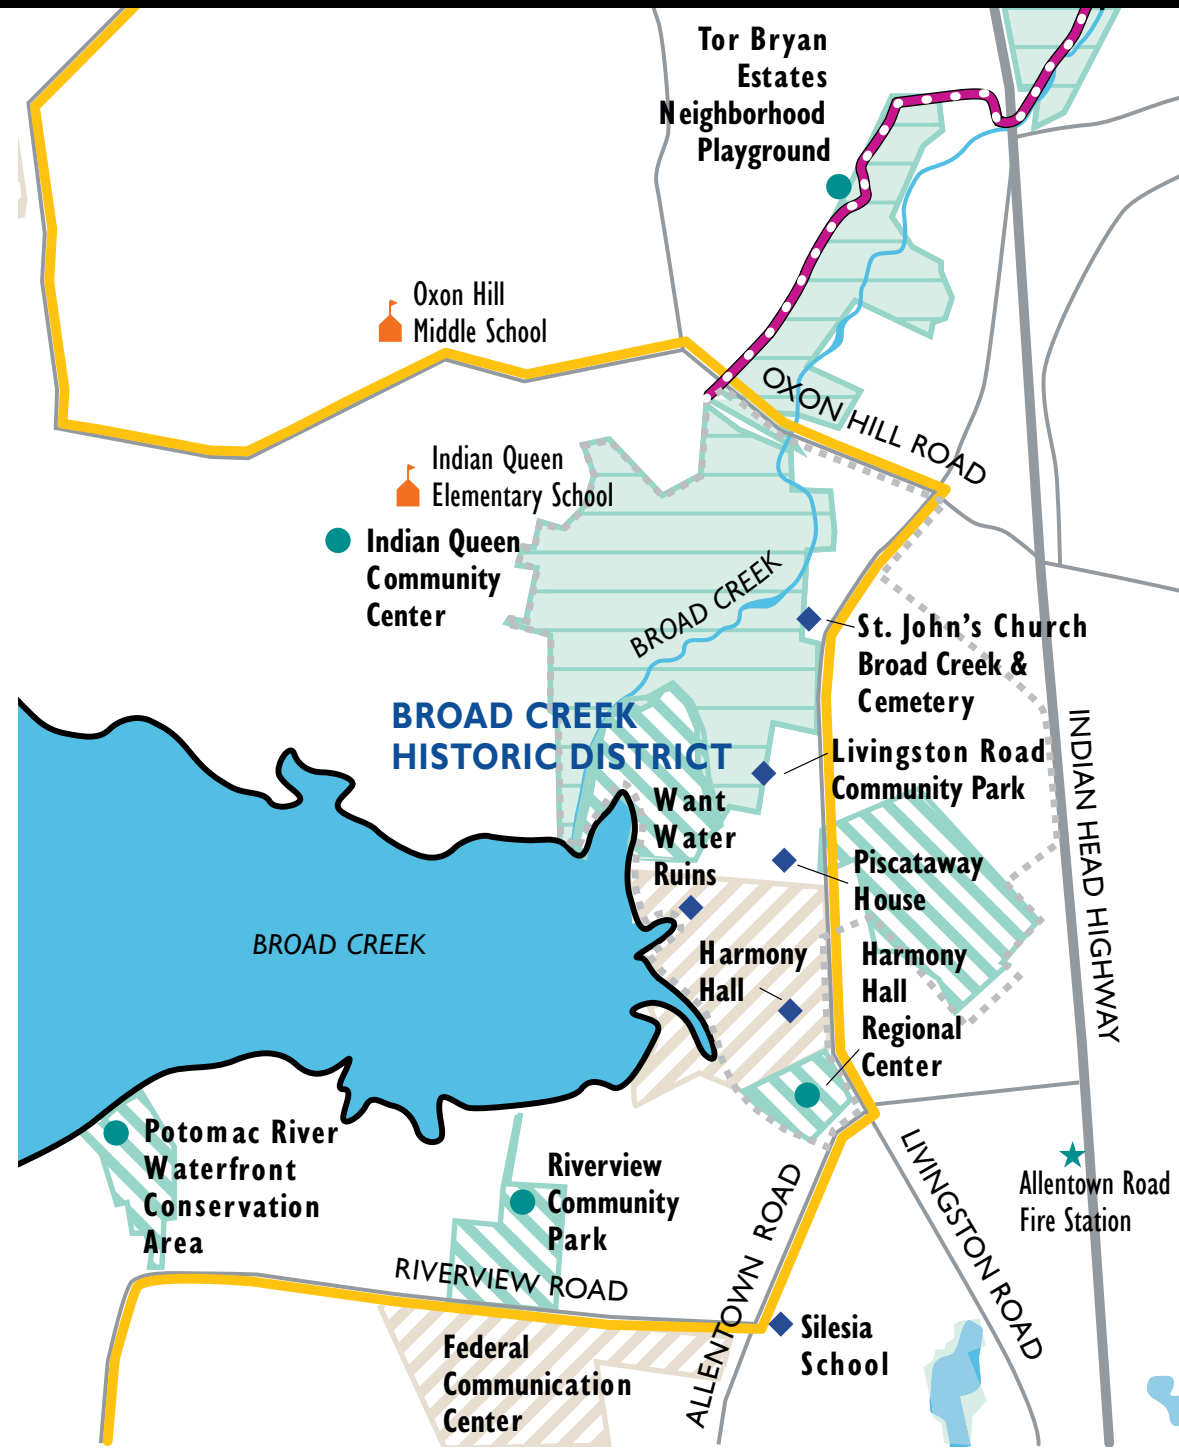 Tor Bryan
Estates
Neighborhood
Playground
Oxon Hill
Middle School
OXON HILL ROAD
Indian Queen
Elementary School
Indian Queen
Community
Center
BROAD CREEK
St. John's Church
Broad Creek &
Cemetery
BROAD CREEK
HISTORIC DISTRICT
INDIAN HEAD HIGHWAY
Livingston Road
Community Park
Want
Water
Ruins
Piscataway
House
BROAD CREEK
Harmony
Hall
Harmony
Hall
Regional
Center
Potomac River
Waterfront
Conservation
Area
Riverview
Community
Park
RIVERVIEW ROAD
ALLENTOWN ROAD
LIVINGSTON ROAD
Allentown Road
Fire Station
Silesia
School
Federal
Communication
Center